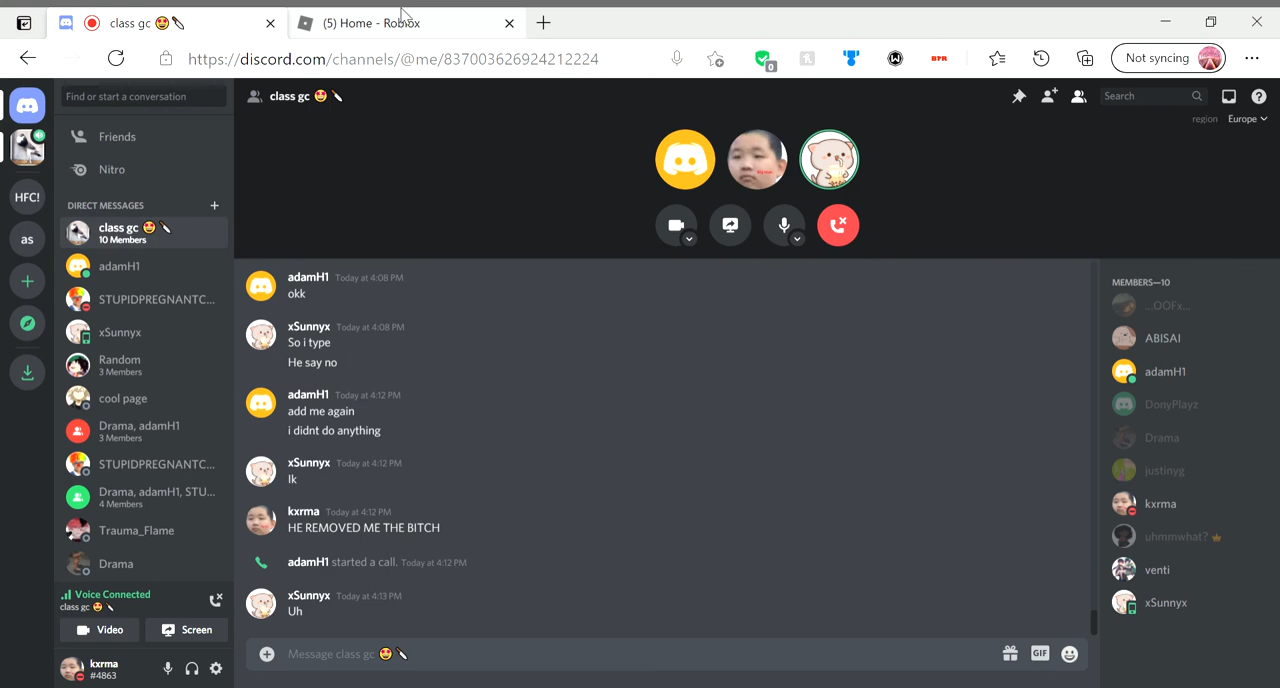 class gc 🤩🔪
(5) Home - Roblox
https://discord.com/channels/@me/837003626924212224
0
BPR
Not syncing
Find or start a conversation
class gc 🤩🔪
Search
region Europe
Friends
Nitro
DIRECT MESSAGES
HFC!
as
class gc 🤩🔪
10 Members
adamH1
STUPIDPREGNANTC...
xSunnyx
Random
3 Members
cool page
Drama, adamH1
3 Members
STUPIDPREGNANTC...
Drama, adamH1, STU...
4 Members
Trauma_Flame
Drama
Voice Connected
class gc 🤩🔪
Video
Screen
kxrma
#4863
adamH1 Today at 4:08 PM
okk
xSunnyx Today at 4:08 PM
So i type
He say no
adamH1 Today at 4:12 PM
add me again
i didnt do anything
xSunnyx Today at 4:12 PM
Ik
kxrma Today at 4:12 PM
HE REMOVED ME THE BITCH
adamH1 started a call. Today at 4:12 PM
xSunnyx Today at 4:13 PM
Uh
Message class gc 🤩🔪
GIF
MEMBERS—10
...OOFx...
ABISAI
adamH1
DonyPlayz
Drama
justinyg
kxrma
uhmmwhat?
venti
xSunnyx